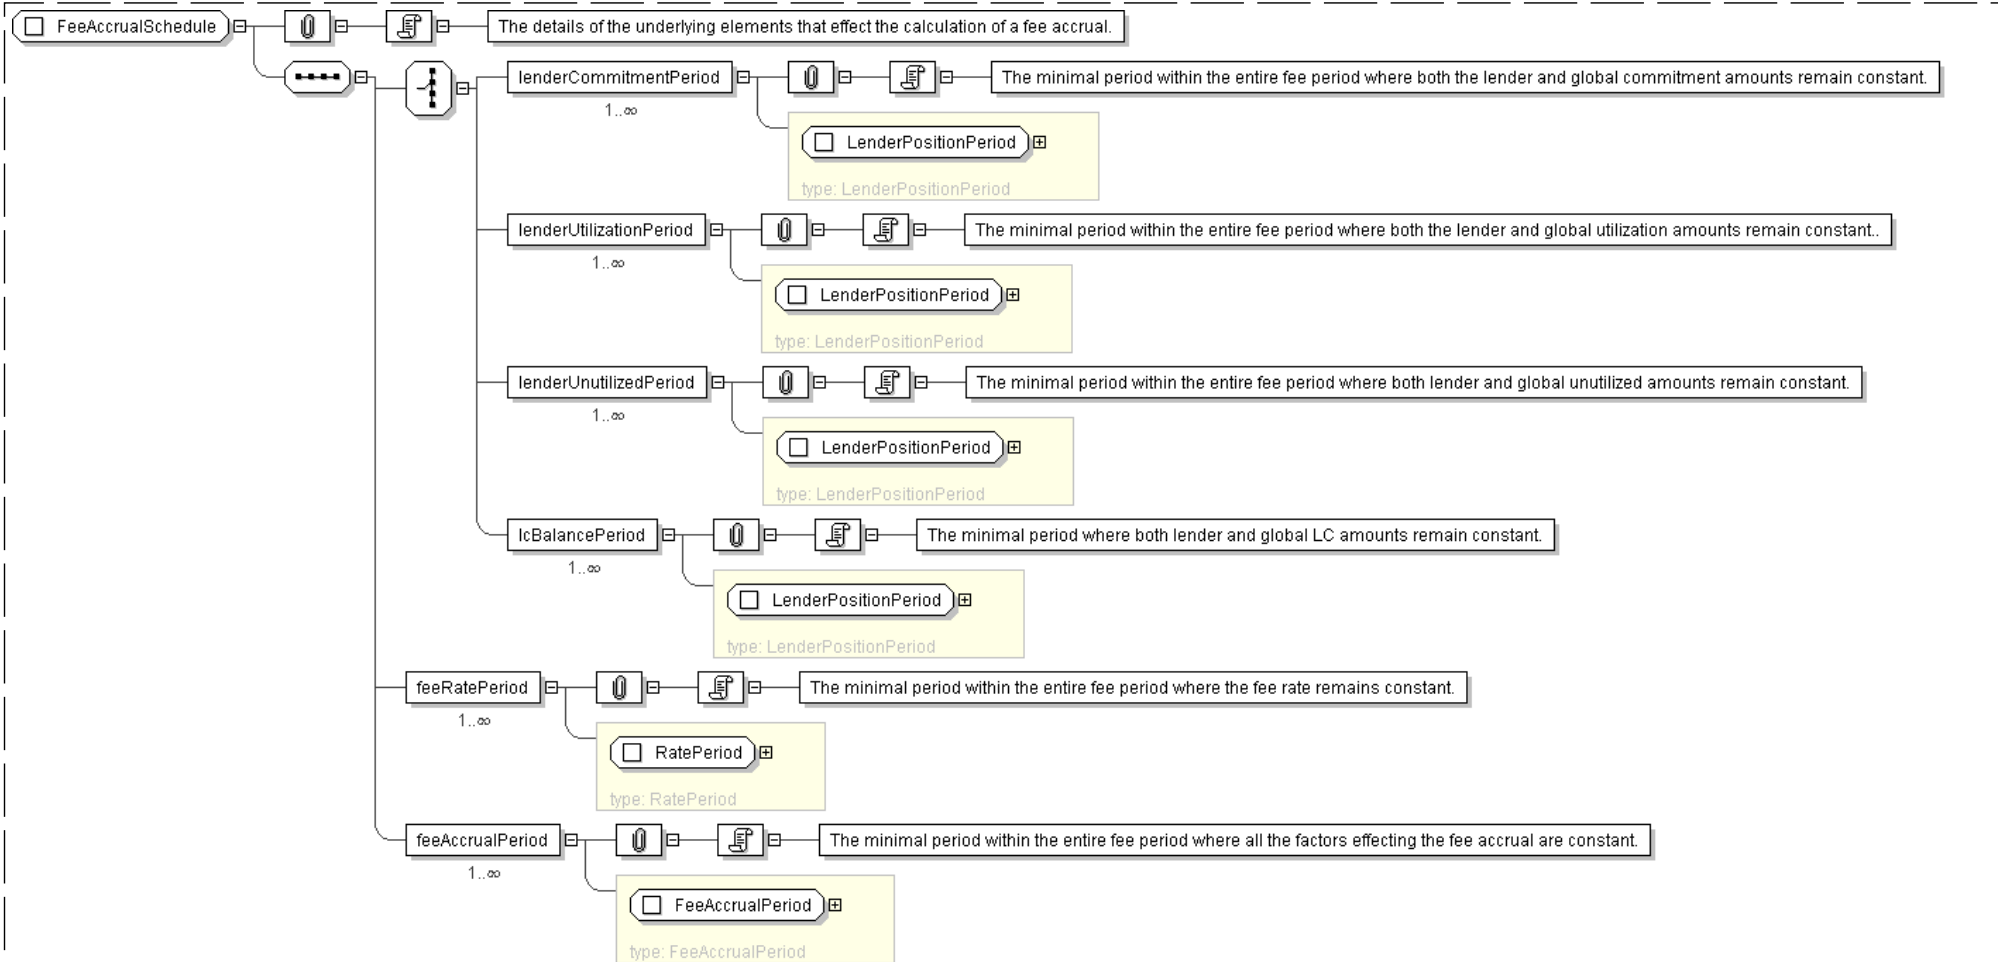 FeeAccrualSchedule
The details of the underlying elements that effect the calculation of a fee accrual.
lenderCommitmentPeriod
The minimal period within the entire fee period where both the lender and global commitment amounts remain constant.
1..∞
LenderPositionPeriod
type: LenderPositionPeriod
lenderUtilizationPeriod
The minimal period within the entire fee period where both the lender and global utilization amounts remain constant..
1..∞
LenderPositionPeriod
type: LenderPositionPeriod
lenderUnutilizedPeriod
The minimal period within the entire fee period where both lender and global unutilized amounts remain constant.
1..∞
LenderPositionPeriod
type: LenderPositionPeriod
lcBalancePeriod
The minimal period where both lender and global LC amounts remain constant.
1..∞
LenderPositionPeriod
type: LenderPositionPeriod
feeRatePeriod
The minimal period within the entire fee period where the fee rate remains constant.
1..∞
RatePeriod
type: RatePeriod
feeAccrualPeriod
The minimal period within the entire fee period where all the factors effecting the fee accrual are constant.
1..∞
FeeAccrualPeriod
type: FeeAccrualPeriod